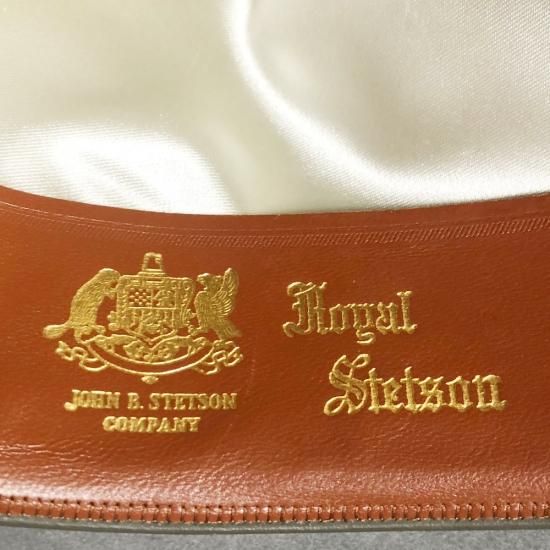 JOHN B. STETSON
COMPANY
Royal
Stetson